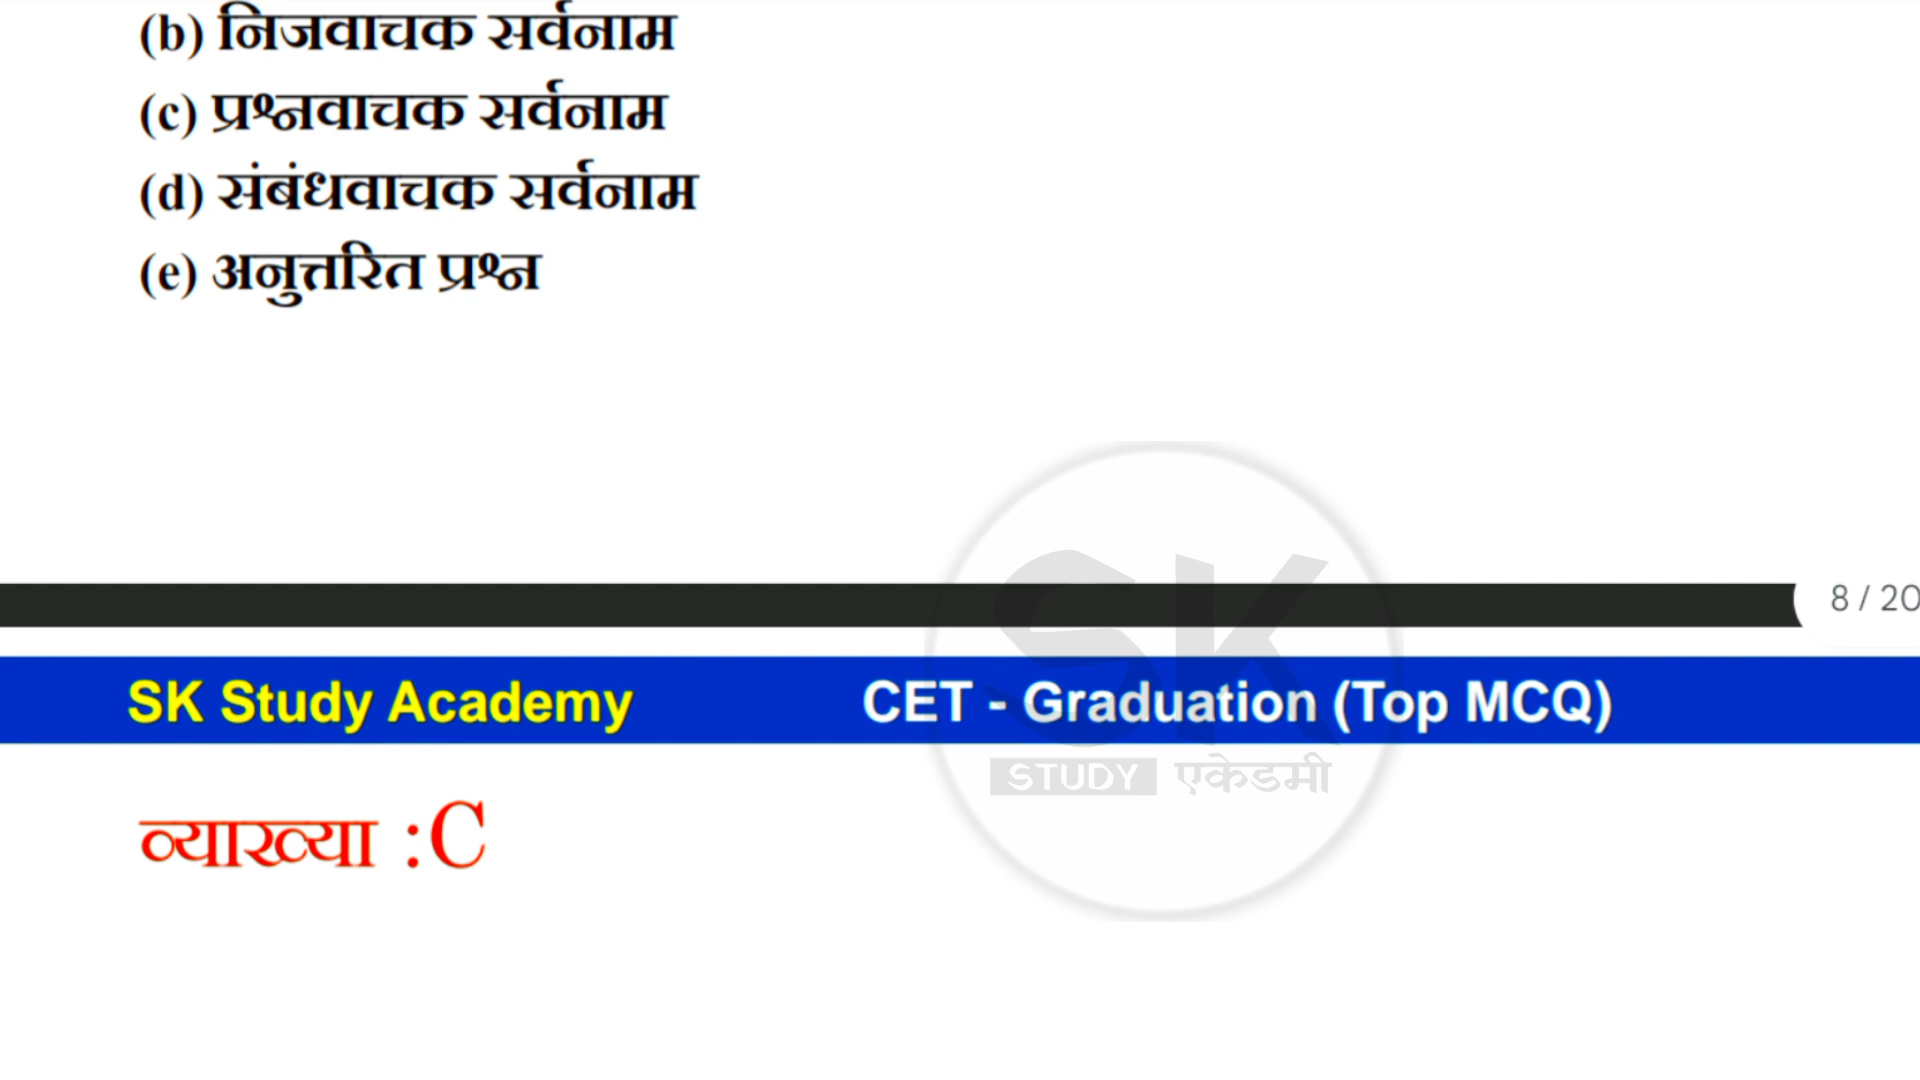 (b) निजवाचक सर्वनाम
(c) प्रश्नवाचक सर्वनाम
(d) संबंधवाचक सर्वनाम
(e) अनुत्तरित प्रश्न
8 / 20
SK Study Academy CET - Graduation (Top MCQ)
SK
STUDY एकेडमी
व्याख्या :C